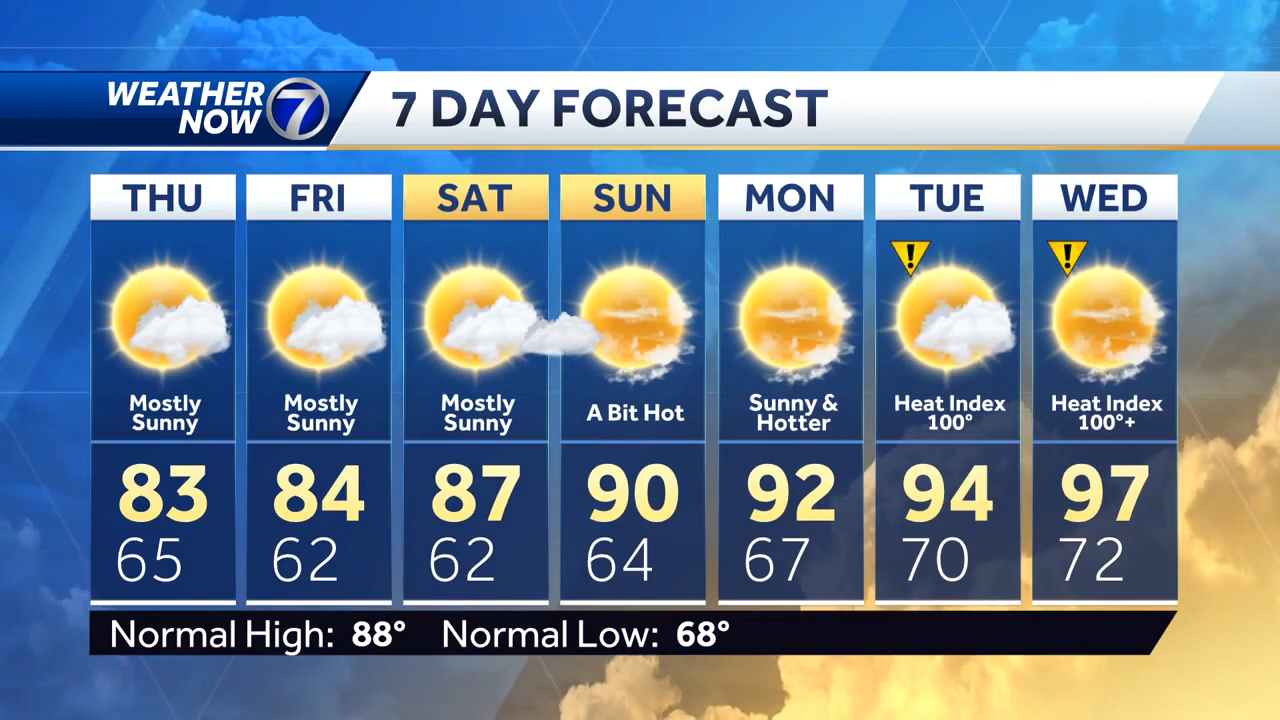 WEATHER
NOW 7
7 DAY FORECAST
THU FRI SAT SUN MON TUE WED
! !
Mostly Sunny
Mostly Sunny
Mostly Sunny
A Bit Hot
Sunny & Hotter
Heat Index 100°
Heat Index 100°+
83 84 87 90 92 94 97
65 62 62 64 67 70 72
Normal High: 88° Normal Low: 68°